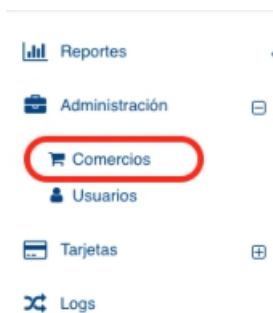 Reportes
Administración
Comercios
Usuarios
Tarjetas
Logs